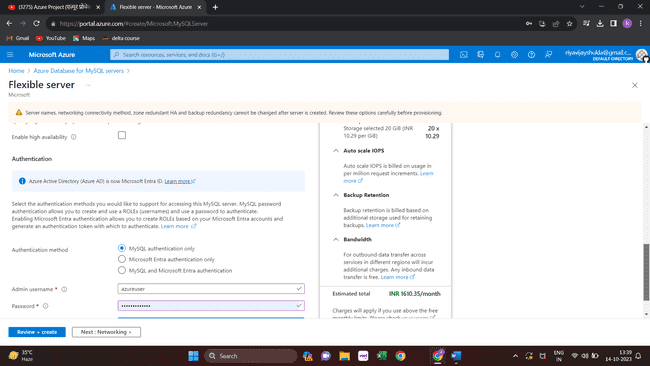 (3275) Azure Project (एज्यूर प्रोजे
Flexible server - Microsoft Azure
https://portal.azure.com/#create/Microsoft.MySQLServer
Gmail YouTube Maps delta course
Microsoft Azure
Search resources, services, and docs (G+/)
DEFAULT DIRECTORY
Home > Azure Database for MySQL servers >
Flexible server ...
Microsoft
Server names, networking connectivity method, zone redundant HA and backup redundancy cannot be changed after server is created. Review these options carefully before provisioning.
Enable high availability
Authentication
Azure Active Directory (Azure AD) is now Microsoft Entra ID. Learn more
Select the authentication methods you would like to support for accessing this MySQL server. MySQL password
authentication allows you to create and use a ROLEs (usernames) and use a password to authenticate.
Enabling Microsoft Entra authentication allows you to create ROLEs based on your Microsoft Entra accounts and
generate an authentication token with which to authenticate. Learn more
Authentication method
MySQL authentication only
Microsoft Entra authentication only
MySQL and Microsoft Entra authentication
Admin username *
azureuser
Password *
Review + create
Next : Networking >
Storage selected 20 GiB (INR 20 x
10.29 per GiB) 10.29
Auto scale IOPS
Auto scale IOPS is billed on usage in
per million request increments. Learn
more
Backup Retention
Backup retention is billed based on
additional storage used for retaining
backups. Learn more
Bandwidth
For outbound data transfer across
services in different regions will incur
additional charges. Any inbound data
transfer is free. Learn more
Estimated total INR 1610.35/month
Charges will apply if you use above the free
35°C
Haze
Search
ENG
IN
13:39
14-10-2023